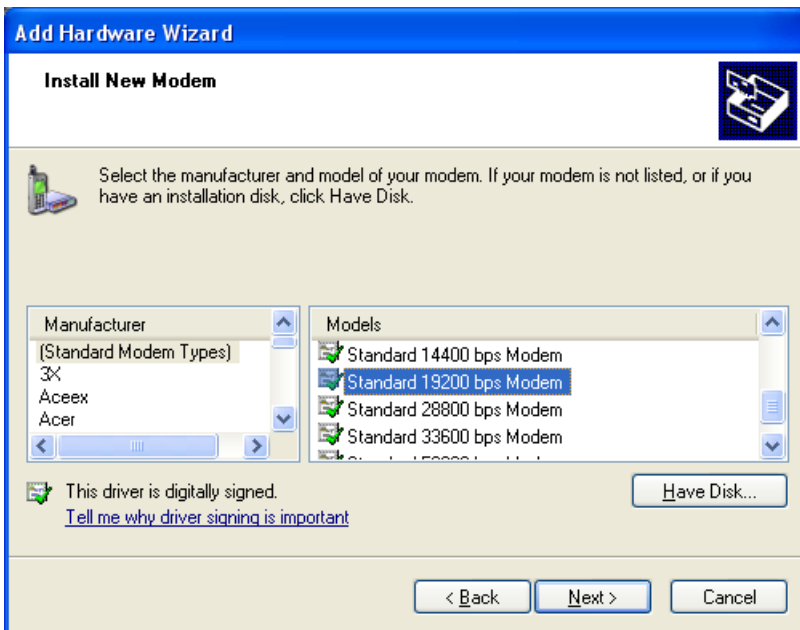 Add Hardware Wizard
Install New Modem
Select the manufacturer and model of your modem. If your modem is not listed, or if you
have an installation disk, click Have Disk.
Manufacturer
(Standard Modem Types)
3X
Aceex
Acer
Models
Standard 14400 bps Modem
Standard 19200 bps Modem
Standard 28800 bps Modem
Standard 33600 bps Modem
This driver is digitally signed.
Tell me why driver signing is important
Have Disk...
< Back
Next >
Cancel